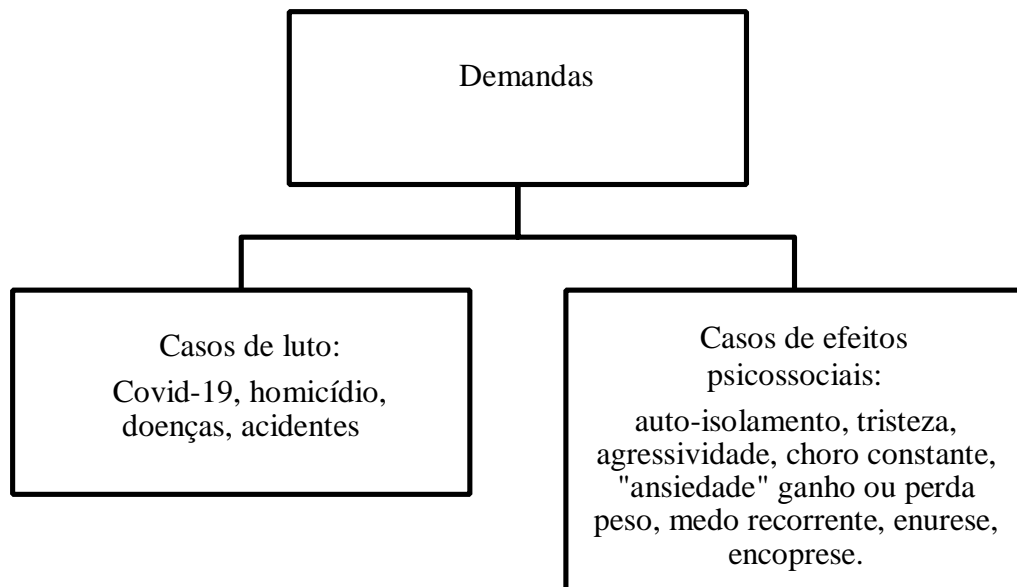 Demandas
Casos de luto:
Covid-19, homicídio,
doenças, acidentes
Casos de efeitos
psicossociais:
auto-isolamento, tristeza,
agressividade, choro constante,
"ansiedade" ganho ou perda
peso, medo recorrente, enurese,
encoprese.